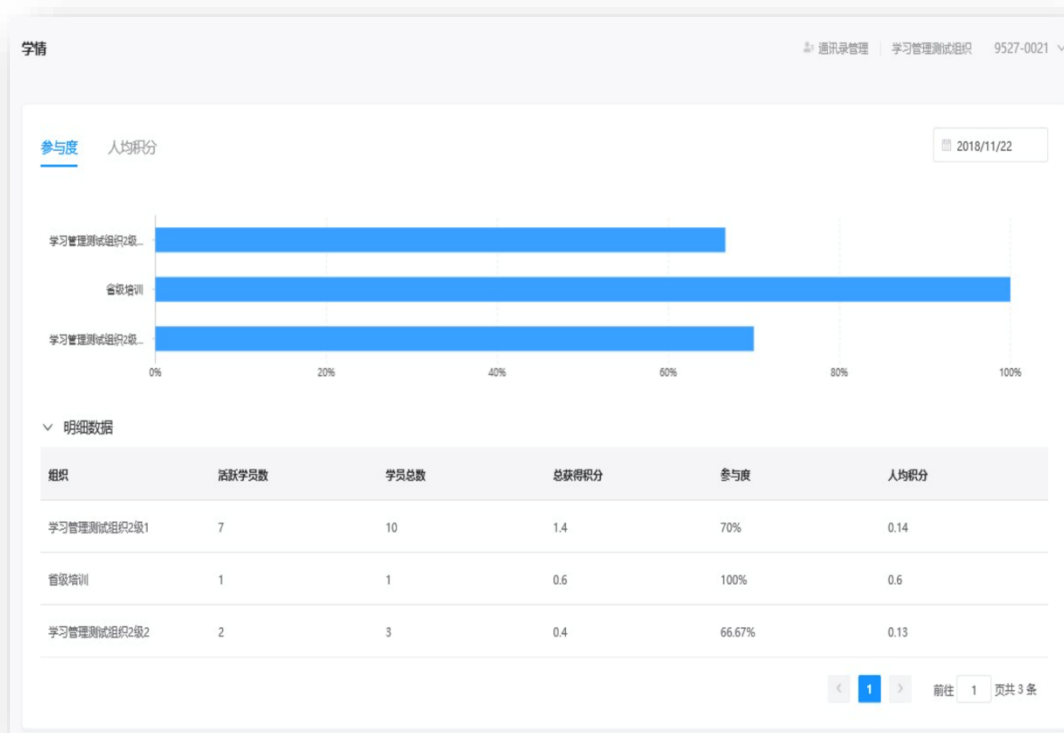 学情
通讯录管理 学习管理测试组织 9527-0021
参与度 人均积分
2018/11/22
学习管理测试组织2级...
省级培训
学习管理测试组织2级...
0% 20% 40% 60% 80% 100%
明细数据
组织 活跃学员数 学员总数 总获得积分 参与度 人均积分
学习管理测试组织2级1 7 10 1.4 70% 0.14
省级培训 1 1 0.6 100% 0.6
学习管理测试组织2级2 2 3 0.4 66.67% 0.13
1 前往 1 页共 3 条